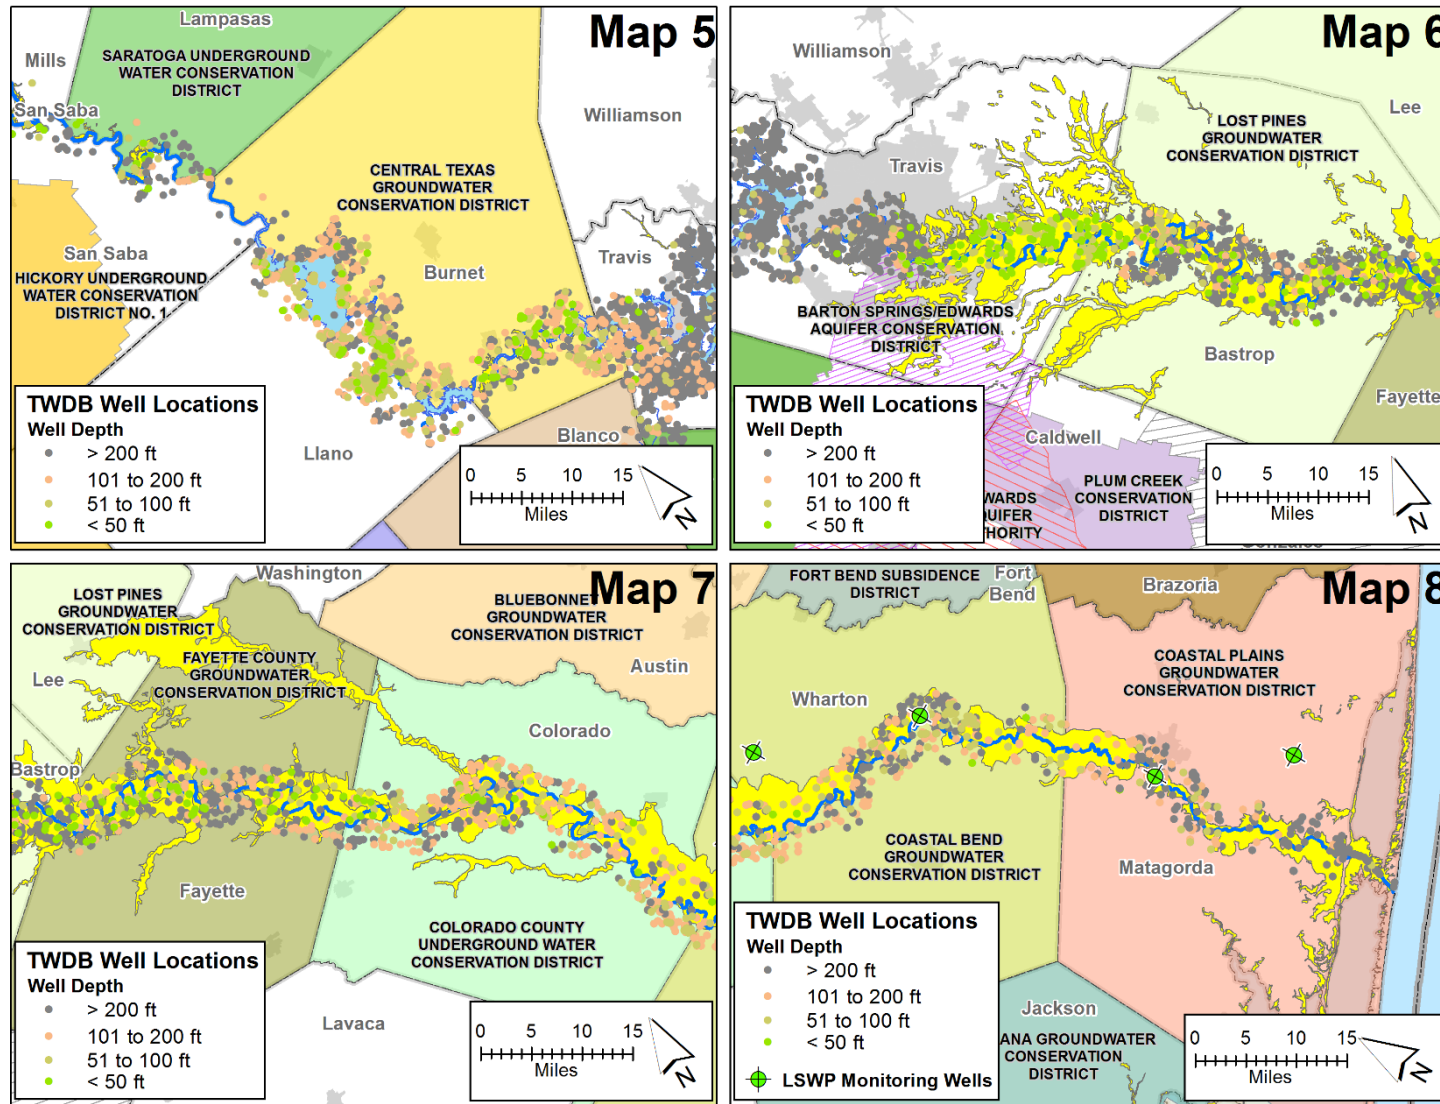 Map 5
Lampasas
Mills
SARATOGA UNDERGROUND
WATER CONSERVATION
DISTRICT
San Saba
Williamson
CENTRAL TEXAS
GROUNDWATER
CONSERVATION DISTRICT
San Saba
HICKORY UNDERGROUND
WATER CONSERVATION
DISTRICT NO. 1
Burnet
Travis
TWDB Well Locations
Well Depth
> 200 ft
101 to 200 ft
51 to 100 ft
< 50 ft
Llano
Blanco
0 5 10 15
Miles
N
Map 6
Williamson
Lee
LOST PINES
GROUNDWATER
CONSERVATION DISTRICT
Travis
BARTON SPRINGS/EDWARDS
AQUIFER CONSERVATION
DISTRICT
Bastrop
Fayette
TWDB Well Locations
Well Depth
> 200 ft
101 to 200 ft
51 to 100 ft
< 50 ft
Caldwell
PLUM CREEK
CONSERVATION
DISTRICT
WARDS
UIFER
HORITY
0 5 10 15
Miles
N
Map 7
Washington
LOST PINES
GROUNDWATER
CONSERVATION DISTRICT
BLUEBONNET
GROUNDWATER
CONSERVATION DISTRICT
Austin
Lee
FAYETTE COUNTY
GROUNDWATER
CONSERVATION DISTRICT
Colorado
Bastrop
Fayette
COLORADO COUNTY
UNDERGROUND WATER
CONSERVATION DISTRICT
TWDB Well Locations
Well Depth
> 200 ft
101 to 200 ft
51 to 100 ft
< 50 ft
Lavaca
0 5 10 15
Miles
N
Map 8
FORT BEND SUBSIDENCE
DISTRICT
Fort
Bend
Brazoria
COASTAL PLAINS
GROUNDWATER
CONSERVATION DISTRICT
Wharton
COASTAL BEND
GROUNDWATER
CONSERVATION DISTRICT
Matagorda
TWDB Well Locations
Well Depth
> 200 ft
101 to 200 ft
51 to 100 ft
< 50 ft
LSWP Monitoring Wells
Jackson
ANA GROUNDWATER
CONSERVATION
DISTRICT
0 5 10 15
Miles
N